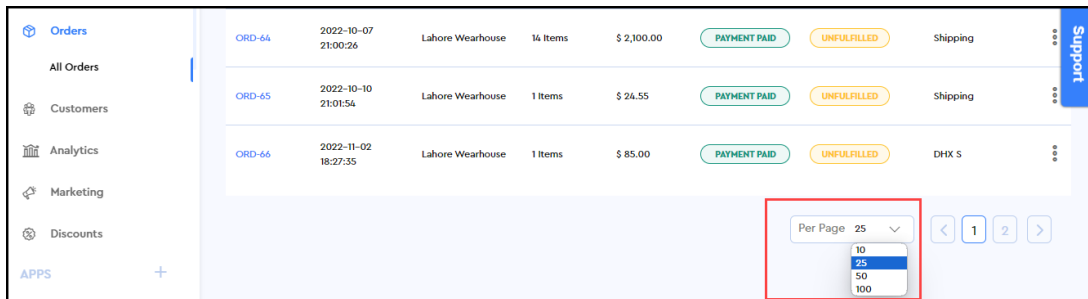 Orders
All Orders
Customers
Analytics
Marketing
Discounts
APPS +
ORD-64 2022-10-07 21:00:26 Lahore Wearhouse 14 Items $ 2,100.00 PAYMENT PAID UNFULFILLED Shipping
ORD-65 2022-10-10 21:01:54 Lahore Wearhouse 1 Items $ 24.55 PAYMENT PAID UNFULFILLED Shipping
ORD-66 2022-11-02 18:27:35 Lahore Wearhouse 1 Items $ 85.00 PAYMENT PAID UNFULFILLED DHX S
Per Page 25
10
25
50
100
< 1 2 >
Support